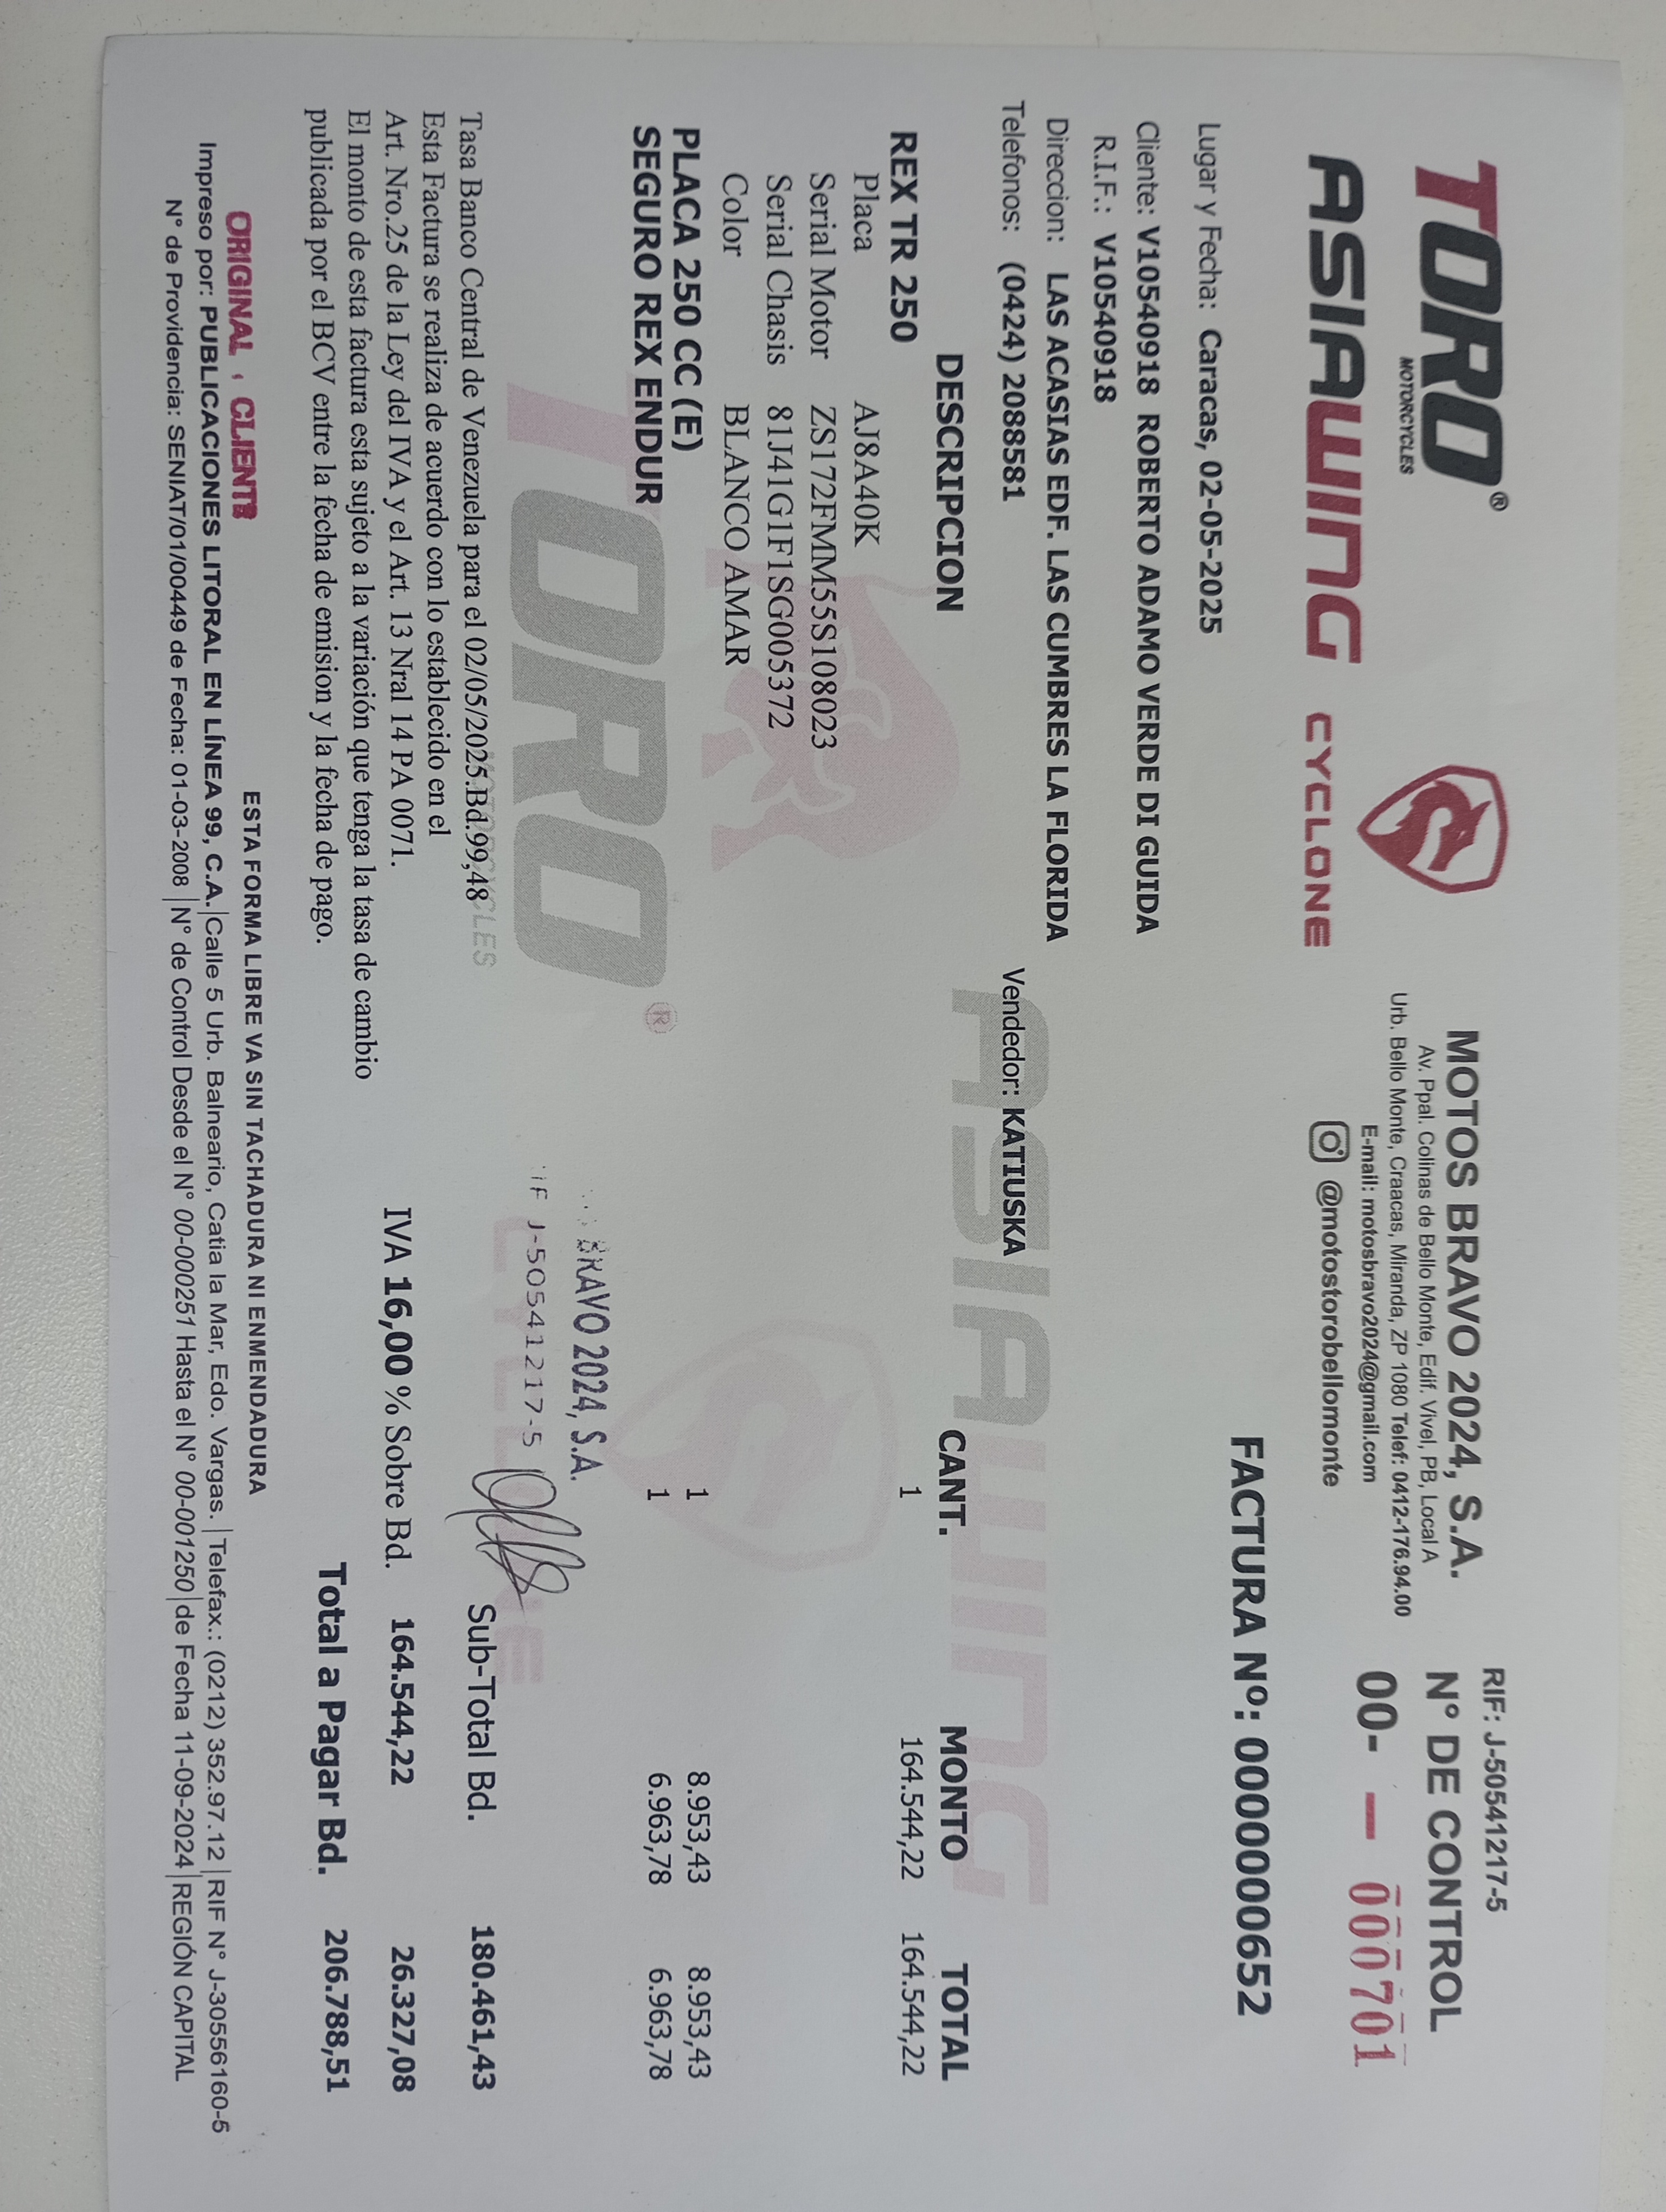 TORO®
MOTORCYCLES
ASIAWING CYCLONE
MOTOS BRAVO 2024, S.A.
Av. Ppal. Colinas de Bello Monte, Edif. Vivel, PB, Local A
Urb. Bello Monte, Craacas, Miranda, ZP 1080 Telef: 0412-176.94.00
E-mail: motosbravo2024@gmail.com
@motostorobellomonte
RIF: J-50541217-5
N° DE CONTROL
00- — 000701
FACTURA Nº: 0000000652
Lugar y Fecha: Caracas, 02-05-2025
Cliente: V10540918 ROBERTO ADAMO VERDE DI GUIDA
R.I.F.: V10540918
Direccion: LAS ACASIAS EDF. LAS CUMBRES LA FLORIDA
Telefonos: (0424) 2088581 Vendedor: KATIUSKA
DESCRIPCION CANT. MONTO TOTAL
REX TR 250 1 164.544,22 164.544,22
Placa AJ8A40K
Serial Motor ZS172FMM55S108023
Serial Chasis 81J41G1F1SG005372
Color BLANCO AMAR
PLACA 250 CC (E) 1 8.953,43 8.953,43
SEGURO REX ENDUR 1 6.963,78 6.963,78
BRAVO 2024, S.A.
IF J-50541217-5
Tasa Banco Central de Venezuela para el 02/05/2025.Bd.99,48 Sub-Total Bd. 180.461,43
Esta Factura se realiza de acuerdo con lo establecido en el
Art. Nro.25 de la Ley del IVA y el Art. 13 Nral 14 PA 0071. IVA 16,00 % Sobre Bd. 164.544,22 26.327,08
El monto de esta factura esta sujeto a la variación que tenga la tasa de cambio
publicada por el BCV entre la fecha de emision y la fecha de pago. Total a Pagar Bd. 206.788,51
TORO®
MOTORCYCLES
ASIAWING
CYCLONE
ORIGINAL , CLIENTE
ESTA FORMA LIBRE VA SIN TACHADURA NI ENMENDADURA
Impreso por: PUBLICACIONES LITORAL EN LÍNEA 99, C.A.|Calle 5 Urb. Balneario, Catia la Mar, Edo. Vargas. |Telefax.: (0212) 352.97.12 |RIF N° J-30556160-5
N° de Providencia: SENIAT/01/00449 de Fecha: 01-03-2008 |N° de Control Desde el N° 00-000251 Hasta el N° 00-001250|de Fecha 11-09-2024|REGIÓN CAPITAL